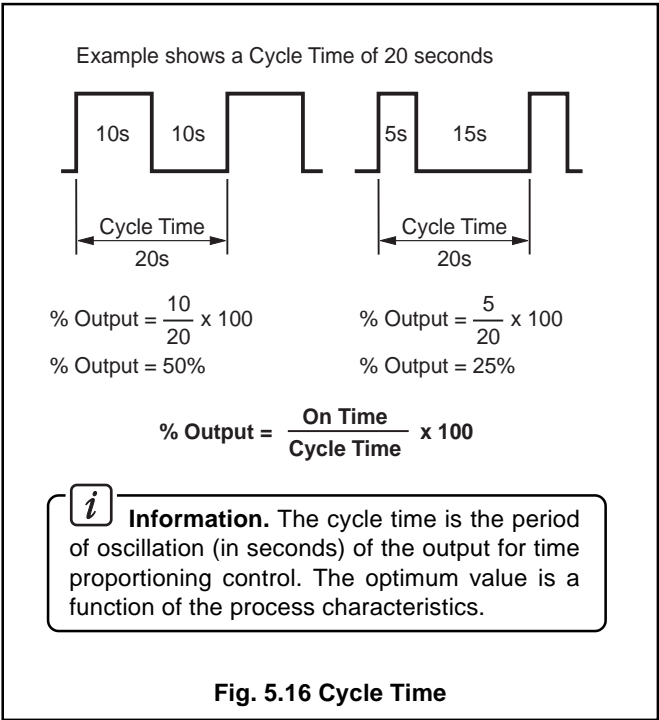 Example shows a Cycle Time of 20 seconds
10s 10s 5s 15s
Cycle Time Cycle Time
20s 20s
% Output = 10/20 x 100
% Output = 50%
% Output = 5/20 x 100
% Output = 25%
% Output = On Time/Cycle Time x 100
i Information. The cycle time is the period
of oscillation (in seconds) of the output for time
proportioning control. The optimum value is a
function of the process characteristics.
Fig. 5.16 Cycle Time